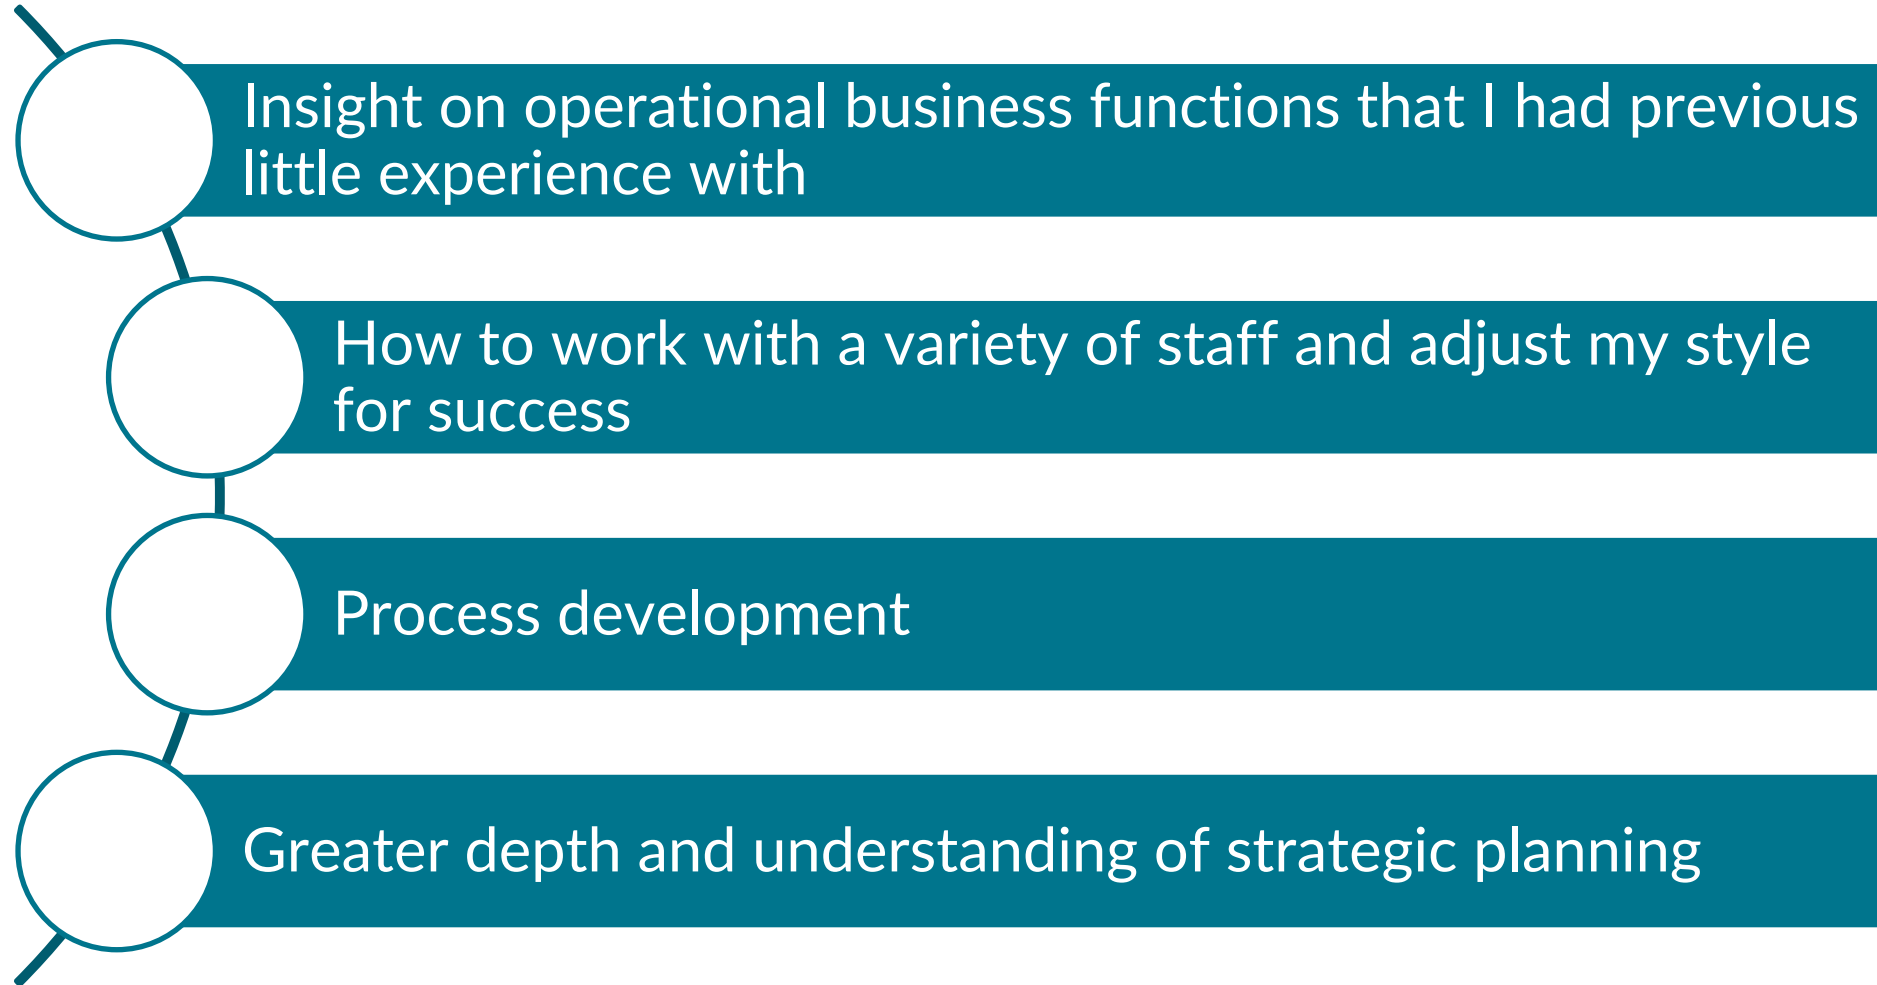 Insight on operational business functions that I had previous
little experience with
How to work with a variety of staff and adjust my style
for success
Process development
Greater depth and understanding of strategic planning